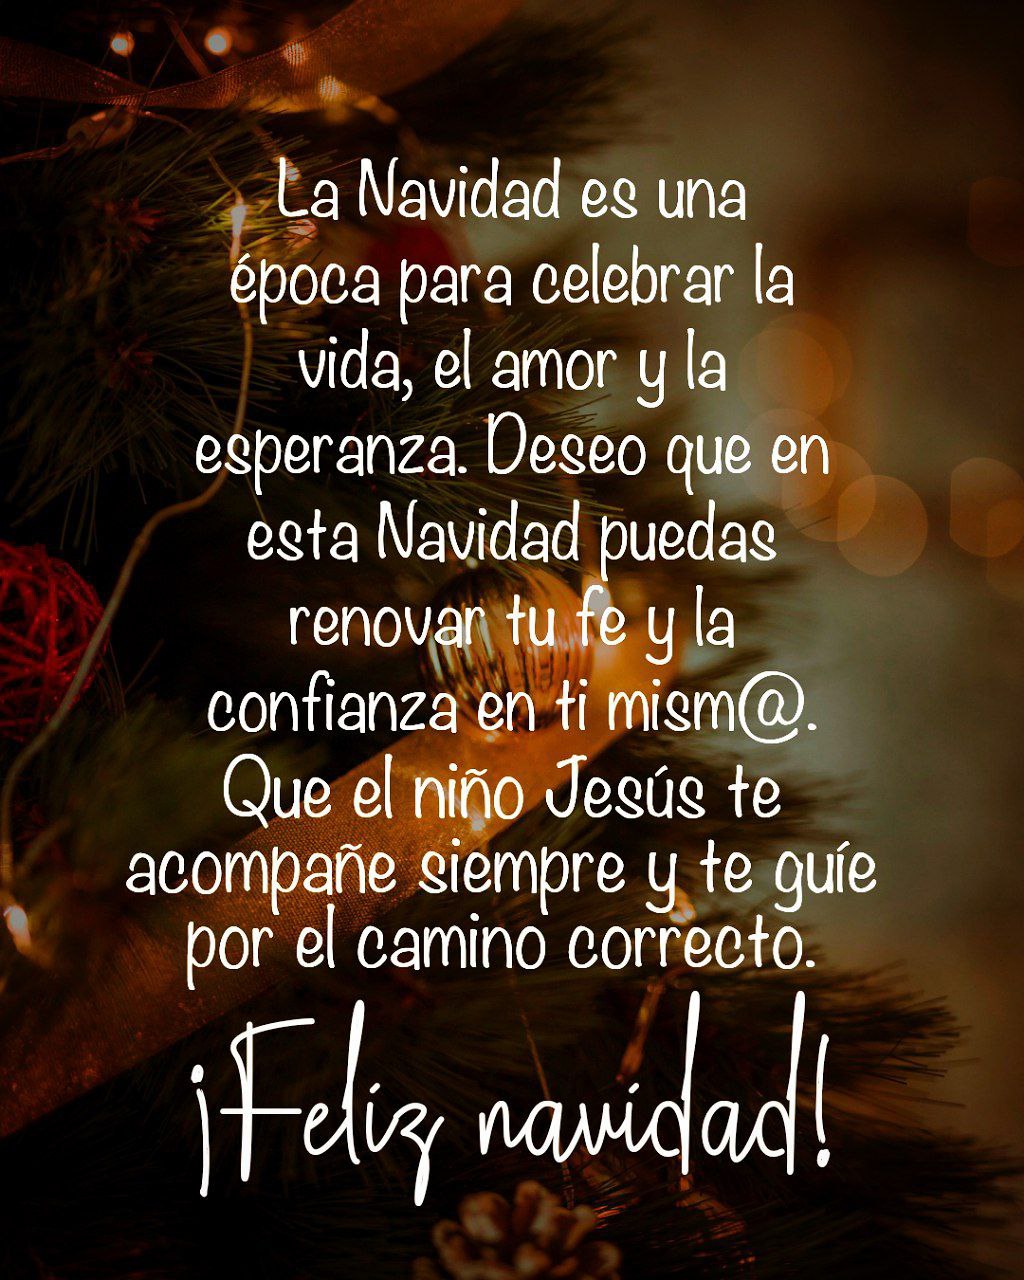 La Navidad es una
época para celebrar la
vida, el amor y la
esperanza. Deseo que en
esta Navidad puedas
renovar tu fe y la
confianza en ti mism@.
Que el niño Jesús te
acompañe siempre y te guíe
por el camino correcto.
¡Feliz navidad!